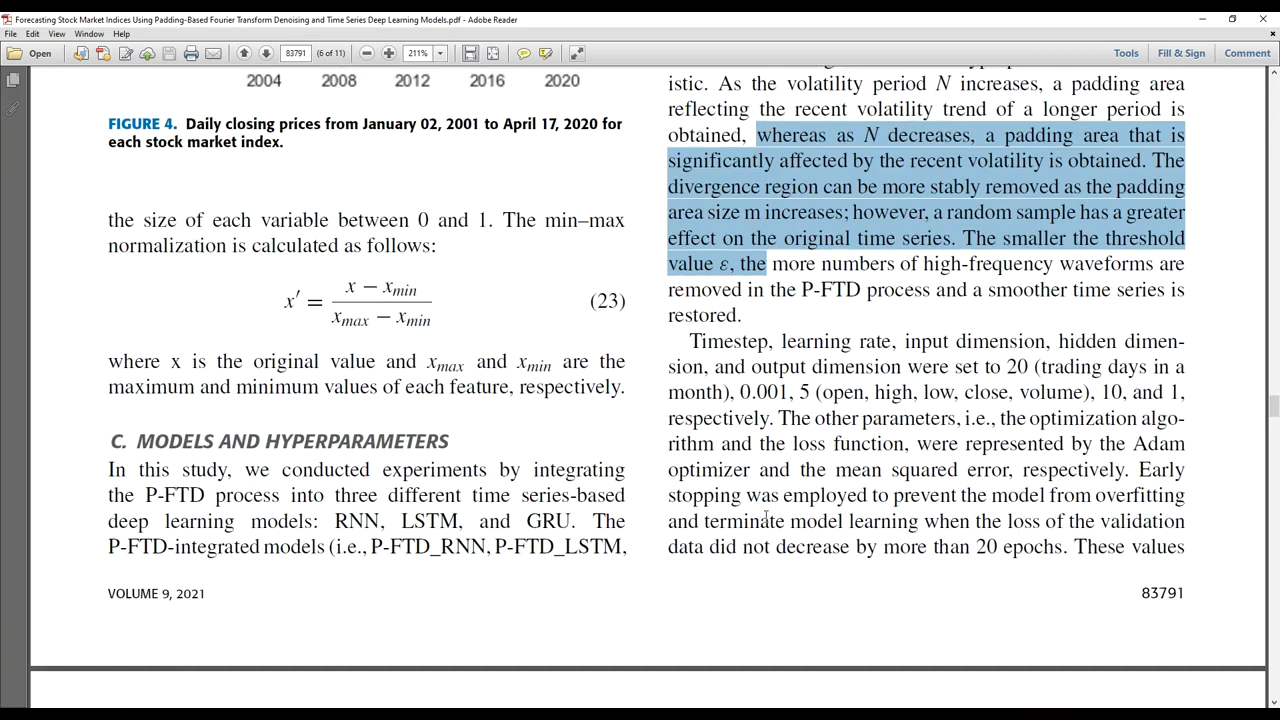 Forecasting Stock Market Indices Using Padding-Based Fourier Transform Denoising and Time Series Deep Learning Models.pdf - Adobe Reader
File Edit View Window Help
Open
83791 (6 of 11)
211%
Tools Fill & Sign Comment
2004 2008 2012 2016 2020
FIGURE 4. Daily closing prices from January 02, 2001 to April 17, 2020 for
each stock market index.
the size of each variable between 0 and 1. The min–max
normalization is calculated as follows:
x′ = (x − x_min) / (x_max − x_min) (23)
where x is the original value and x_max and x_min are the
maximum and minimum values of each feature, respectively.
C. MODELS AND HYPERPARAMETERS
In this study, we conducted experiments by integrating
the P-FTD process into three different time series-based
deep learning models: RNN, LSTM, and GRU. The
P-FTD-integrated models (i.e., P-FTD_RNN, P-FTD_LSTM,
istic. As the volatility period N increases, a padding area
reflecting the recent volatility trend of a longer period is
obtained, whereas as N decreases, a padding area that is
significantly affected by the recent volatility is obtained. The
divergence region can be more stably removed as the padding
area size m increases; however, a random sample has a greater
effect on the original time series. The smaller the threshold
value ε, the more numbers of high-frequency waveforms are
removed in the P-FTD process and a smoother time series is
restored.
Timestep, learning rate, input dimension, hidden dimen-
sion, and output dimension were set to 20 (trading days in a
month), 0.001, 5 (open, high, low, close, volume), 10, and 1,
respectively. The other parameters, i.e., the optimization algo-
rithm and the loss function, were represented by the Adam
optimizer and the mean squared error, respectively. Early
stopping was employed to prevent the model from overfitting
and terminate model learning when the loss of the validation
data did not decrease by more than 20 epochs. These values
VOLUME 9, 2021
83791